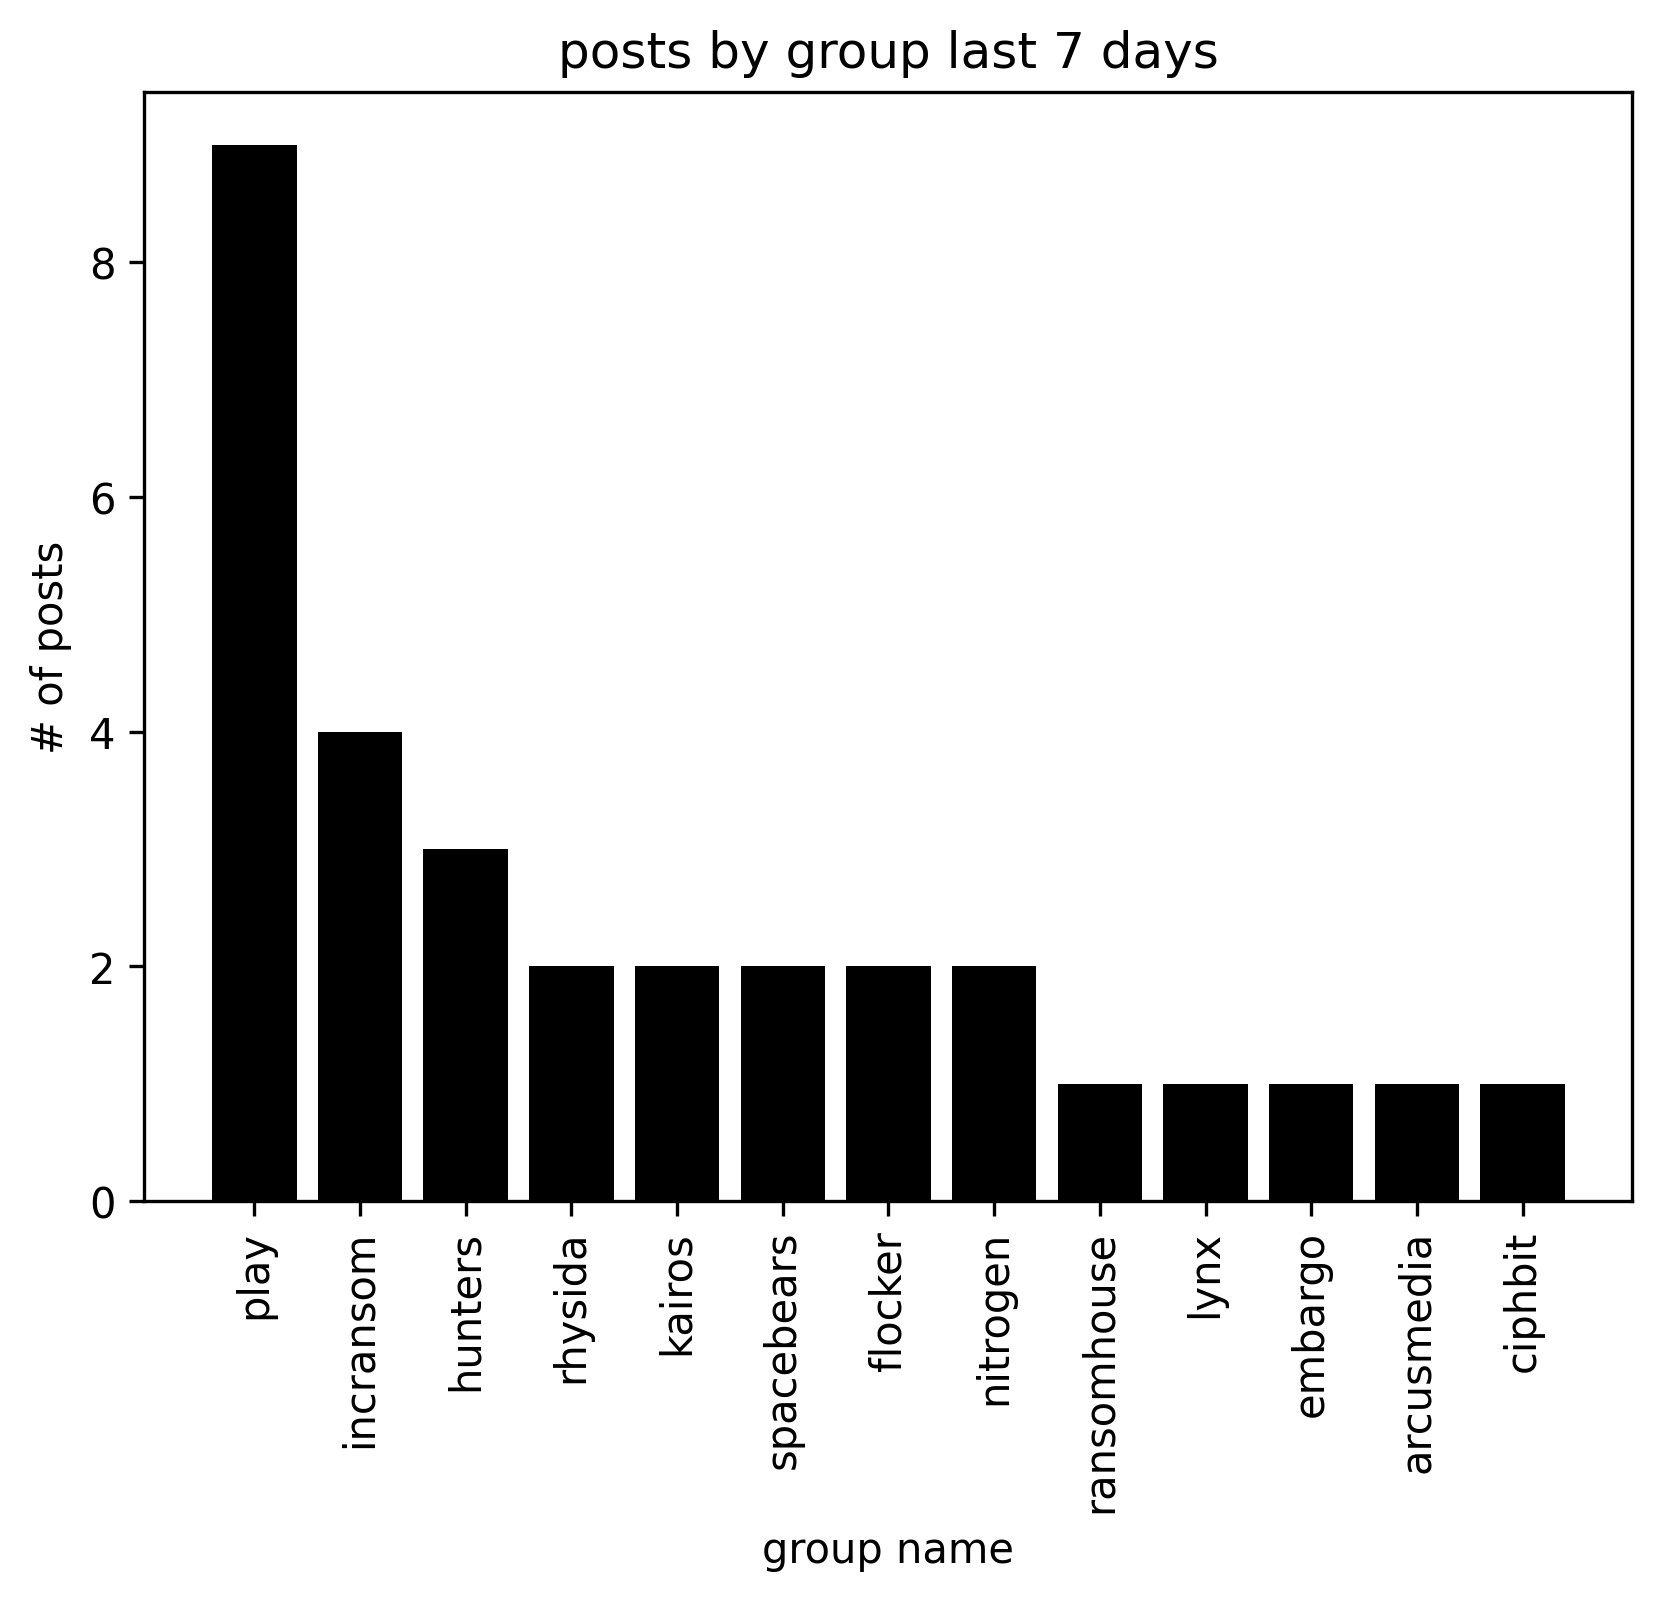 posts by group last 7 days
# of posts
8
6
4
2
0
play
incransom
hunters
rhysida
kairos
spacebears
flocker
nitrogen
ransomhouse
lynx
embargo
arcusmedia
ciphbit
group name